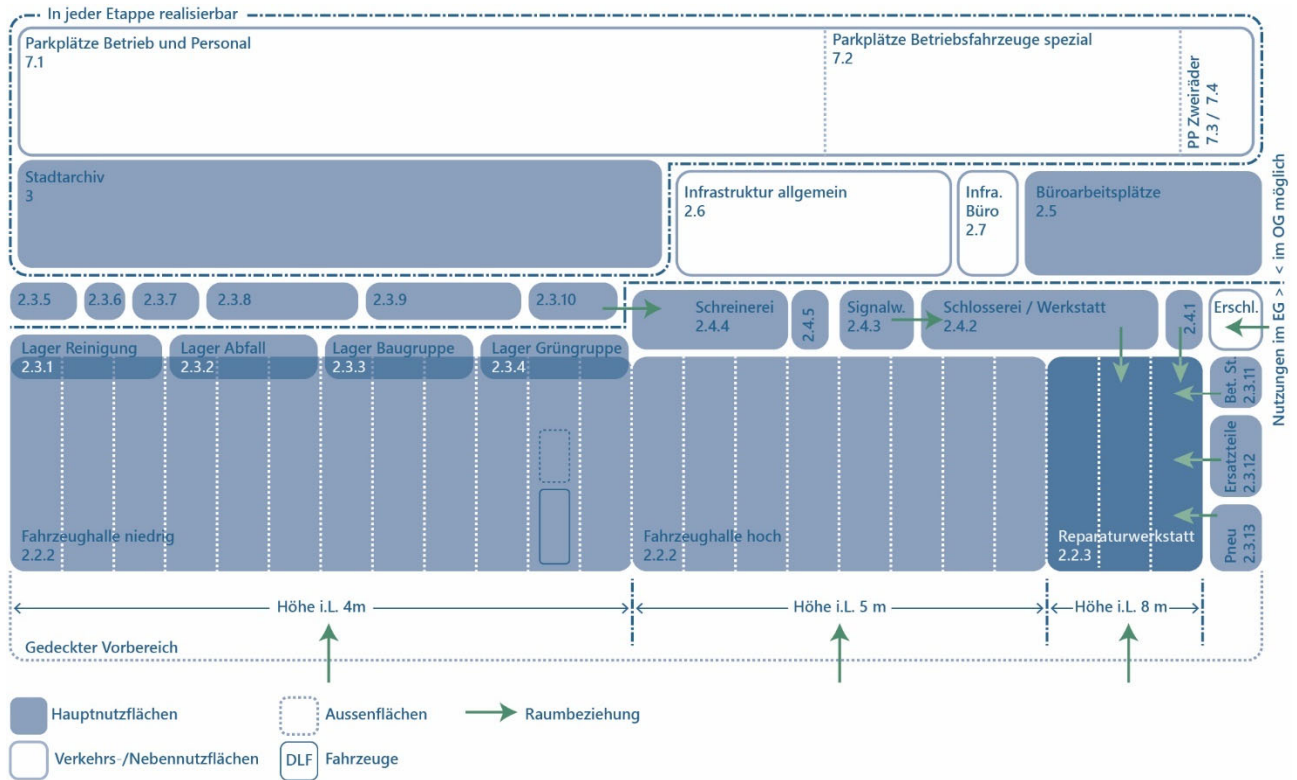 In jeder Etappe realisierbar
Parkplätze Betrieb und Personal
7.1
Parkplätze Betriebsfahrzeuge spezial
7.2
PP Zweiräder
7.3 / 7.4
Stadtarchiv
3
Infrastruktur allgemein
2.6
Infra.
Büro
2.7
Büroarbeitsplätze
2.5
Nutzungen im EG > < im OG möglich
2.3.5
2.3.6
2.3.7
2.3.8
2.3.9
2.3.10
Schreinerei
2.4.4
2.4.5
Signalw.
2.4.3
Schlosserei / Werkstatt
2.4.2
2.4.1
Erschl.
Lager Reinigung
2.3.1
Lager Abfall
2.3.2
Lager Baugruppe
2.3.3
Lager Grüngruppe
2.3.4
Bet. St.
2.3.11
Ersatzteile
2.3.12
Pneu
2.3.13
Fahrzeughalle niedrig
2.2.2
Fahrzeughalle hoch
2.2.2
Reparaturwerkstatt
2.2.3
Höhe i.L. 4m
Höhe i.L. 5 m
Höhe i.L. 8 m
Gedeckter Vorbereich
Hauptnutzflächen
Aussenflächen
Raumbeziehung
Verkehrs-/Nebennutzflächen
DLF
Fahrzeuge